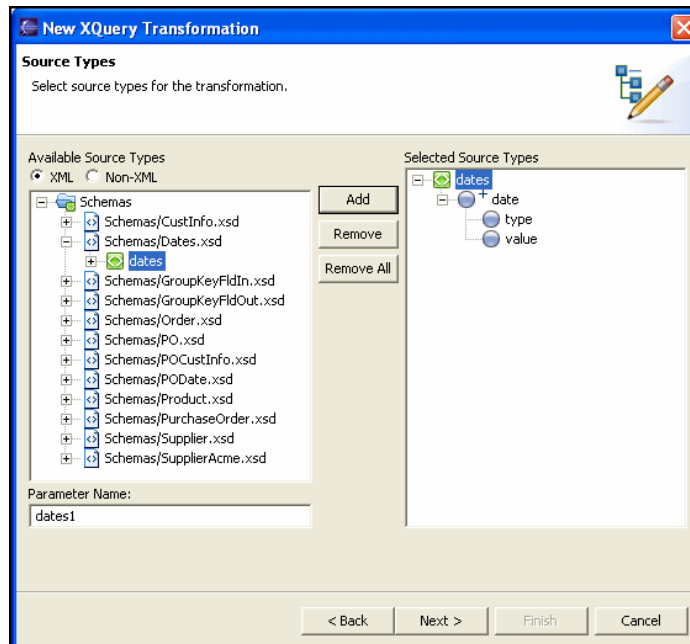 New XQuery Transformation
Source Types
Select source types for the transformation.
Available Source Types
XML Non-XML
Schemas
Schemas/CustInfo.xsd
Schemas/Dates.xsd
dates
Schemas/GroupKeyFldIn.xsd
Schemas/GroupKeyFldOut.xsd
Schemas/Order.xsd
Schemas/PO.xsd
Schemas/POCustInfo.xsd
Schemas/PODate.xsd
Schemas/Product.xsd
Schemas/PurchaseOrder.xsd
Schemas/Supplier.xsd
Schemas/SupplierAcme.xsd
Parameter Name:
dates1
Add
Remove
Remove All
Selected Source Types
dates
date
type
value
< Back Next > Finish Cancel